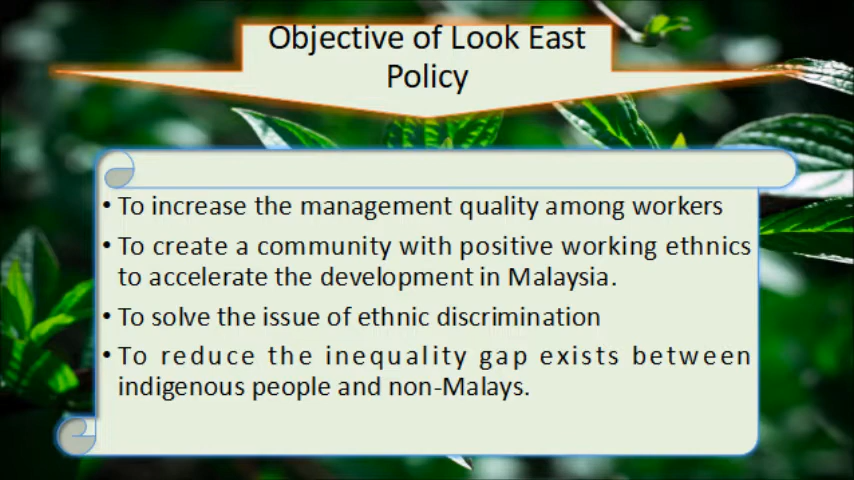 Objective of Look East
Policy
• To increase the management quality among workers
• To create a community with positive working ethnics
to accelerate the development in Malaysia.
• To solve the issue of ethnic discrimination
• To reduce the inequality gap exists between
indigenous people and non-Malays.